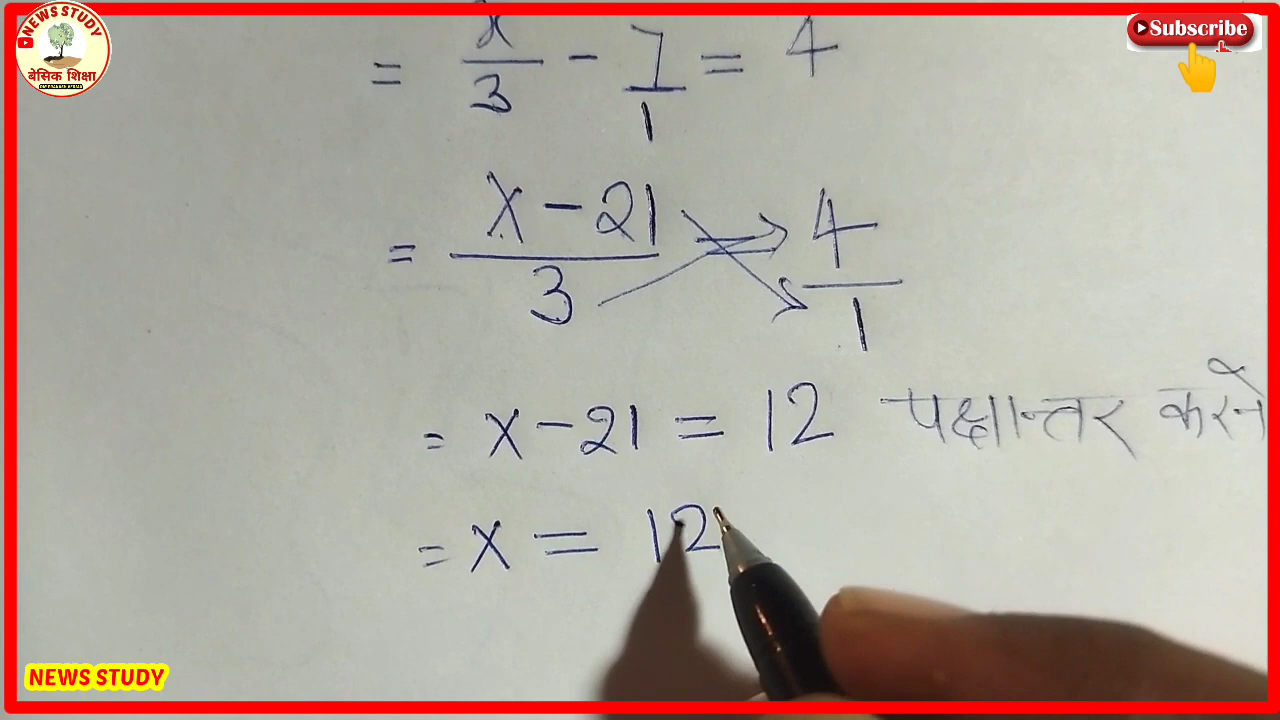 NEWS STUDY
बेसिक शिक्षा
Subscribe
= x/3 - 7/1 = 4
= x - 21/3 = 4/1
= x - 21 = 12 पक्षान्तर करने
= x = 12
NEWS STUDY